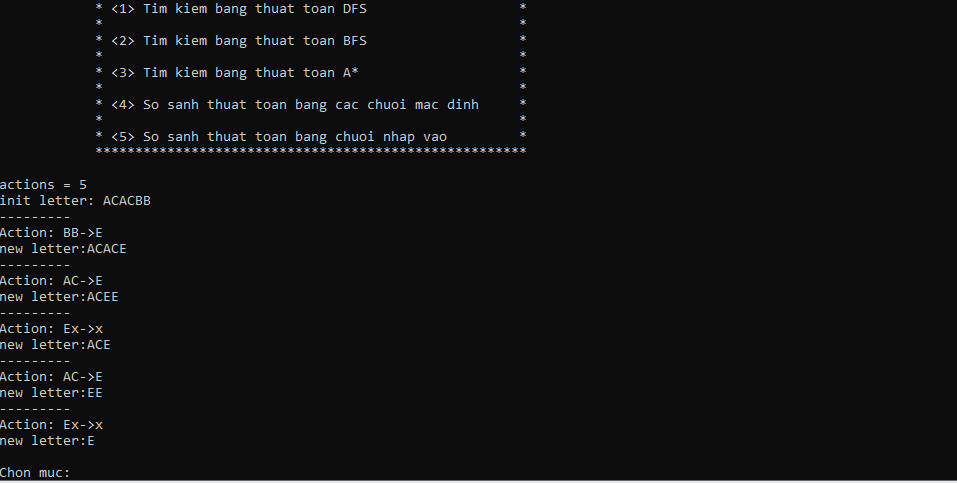 * <1> Tim kiem bang thuat toan DFS *
* *
* <2> Tim kiem bang thuat toan BFS *
* *
* <3> Tim kiem bang thuat toan A* *
* *
* <4> So sanh thuat toan bang cac chuoi mac dinh *
* *
* <5> So sanh thuat toan bang chuoi nhap vao *
******************************************************
actions = 5
init letter: ACACBB
---------
Action: BB->E
new letter:ACACE
---------
Action: AC->E
new letter:ACEE
---------
Action: Ex->x
new letter:ACE
---------
Action: AC->E
new letter:EE
---------
Action: Ex->x
new letter:E
Chon muc: